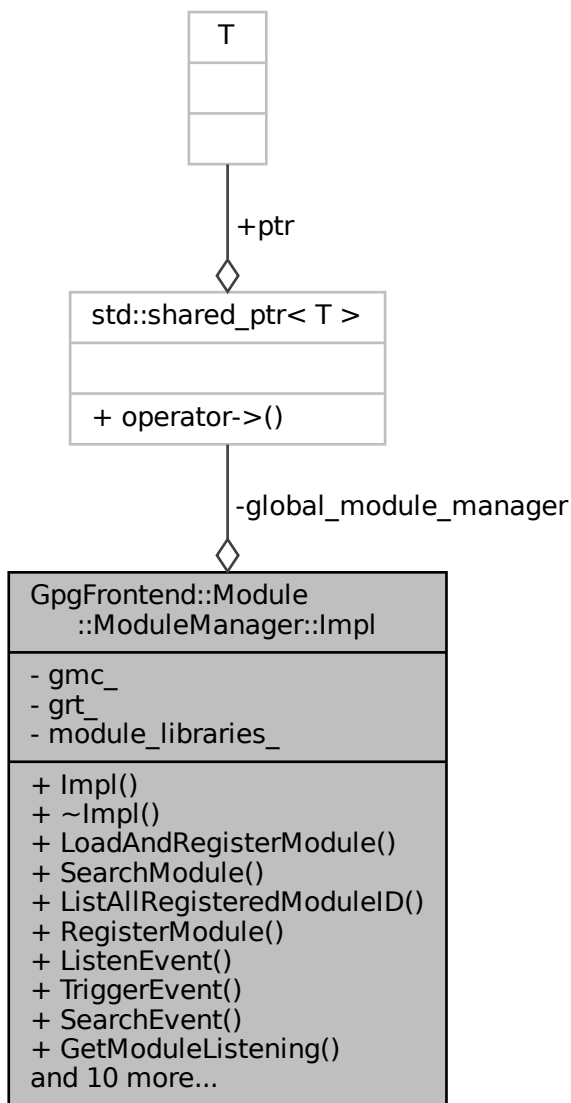 T
+ptr
std::shared_ptr< T >
+ operator->()
-global_module_manager
GpgFrontend::Module
::ModuleManager::Impl
- gmc_
- grt_
- module_libraries_
+ Impl()
+ ~Impl()
+ LoadAndRegisterModule()
+ SearchModule()
+ ListAllRegisteredModuleID()
+ RegisterModule()
+ ListenEvent()
+ TriggerEvent()
+ SearchEvent()
+ GetModuleListening()
and 10 more...